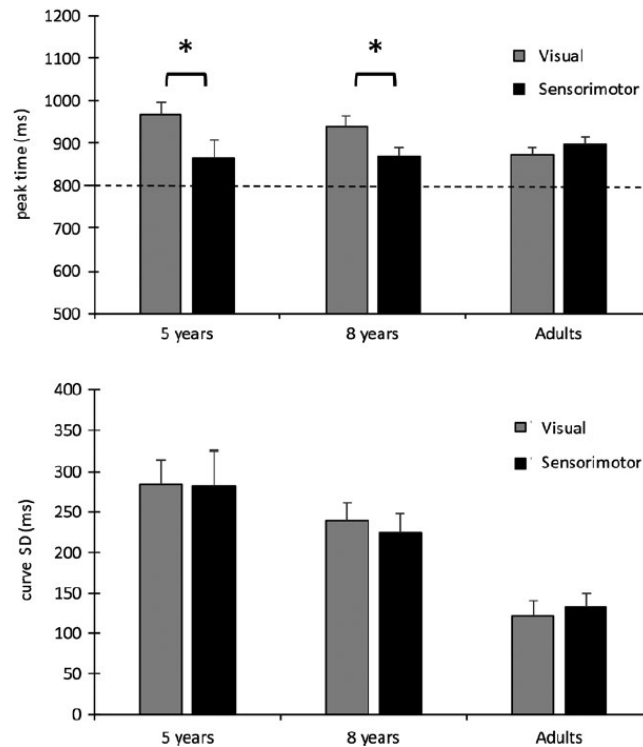 1200
1100
1000
900
800
700
600
500
peak time (ms)
*
*
Visual
Sensorimotor
5 years
8 years
Adults
400
350
300
250
200
150
100
50
0
curve SD (ms)
Visual
Sensorimotor
5 years
8 years
Adults